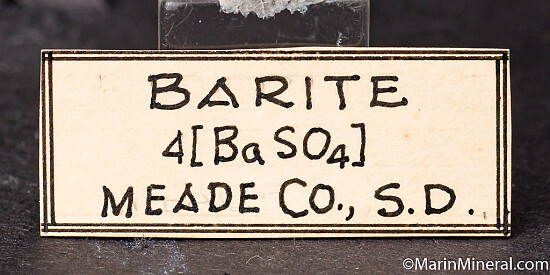 BARITE
4[BaSO4]
MEADE CO., S.D.
©MarinMineral.com